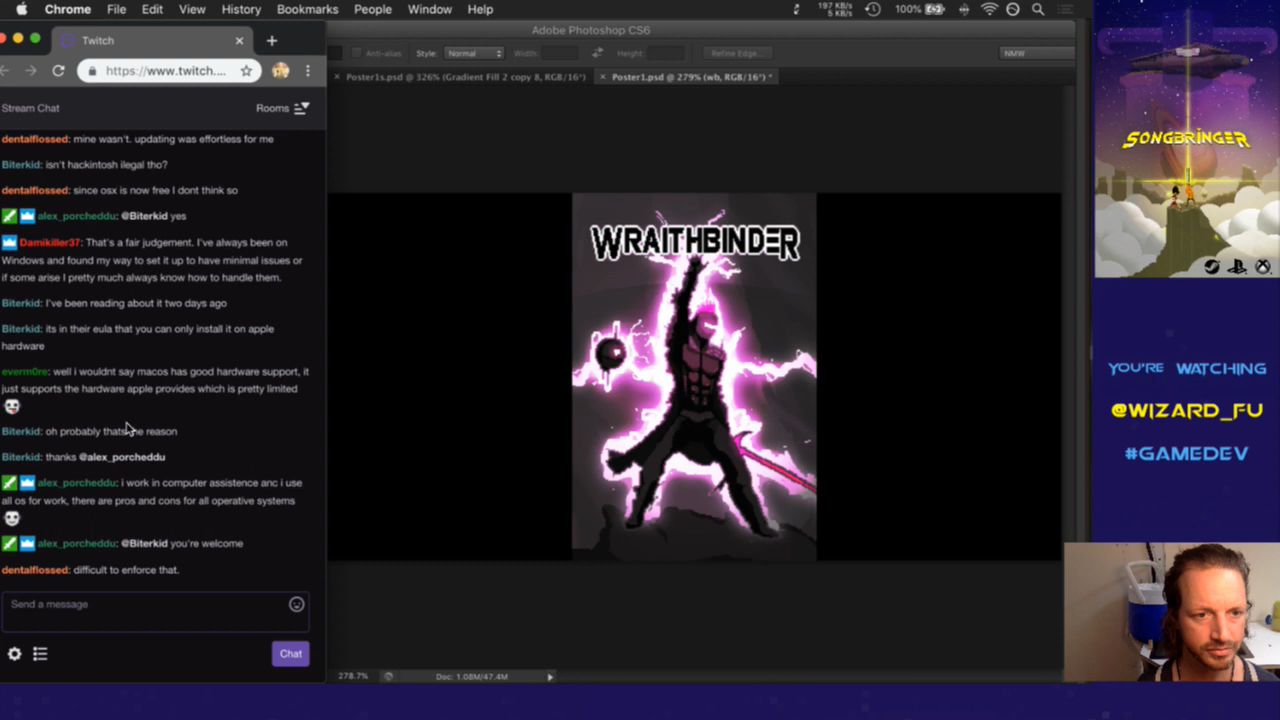 Chrome File Edit View History Bookmarks People Window Help
197 KB/s
5 KB/s
100%
Twitch
https://www.twitch....
Stream Chat
Rooms
dentalflossed: mine wasn't. updating was effortless for me
Biterkid: isn't hackintosh ilegal tho?
dentalflossed: since osx is now free I dont think so
alex_porcheddu: @Biterkid yes
Damikiller37: That's a fair judgement. I've always been on
Windows and found my way to set it up to have minimal issues or
if some arise I pretty much always know how to handle them.
Biterkid: I've been reading about it two days ago
Biterkid: its in their eula that you can only install it on apple
hardware
everm0re: well i wouldnt say macos has good hardware support, it
just supports the hardware apple provides which is pretty limited
Biterkid: oh probably thats the reason
Biterkid: thanks @alex_porcheddu
alex_porcheddu: i work in computer assistence anc i use
all os for work, there are pros and cons for all operative systems
alex_porcheddu: @Biterkid you're welcome
dentalflossed: difficult to enforce that.
Send a message
Chat
Adobe Photoshop CS6
Anti-alias Style: Normal Width: Height: Refine Edge... NMW
Poster1s.psd @ 326% (Gradient Fill 2 copy 8, RGB/16*)
Poster1.psd @ 279% (wb, RGB/16*) *
WRAITHBINDER
278.7% Doc: 1.08M/47.4M
SONGBRINGER
YOU'RE WATCHING
@WIZARD_FU
#GAMEDEV